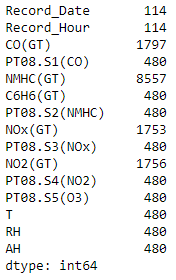 Record_Date 114
Record_Hour 114
CO(GT) 1797
PT08.S1(CO) 480
NMHC(GT) 8557
C6H6(GT) 480
PT08.S2(NMHC) 480
NOx(GT) 1753
PT08.S3(NOx) 480
NO2(GT) 1756
PT08.S4(NO2) 480
PT08.S5(O3) 480
T 480
RH 480
AH 480
dtype: int64